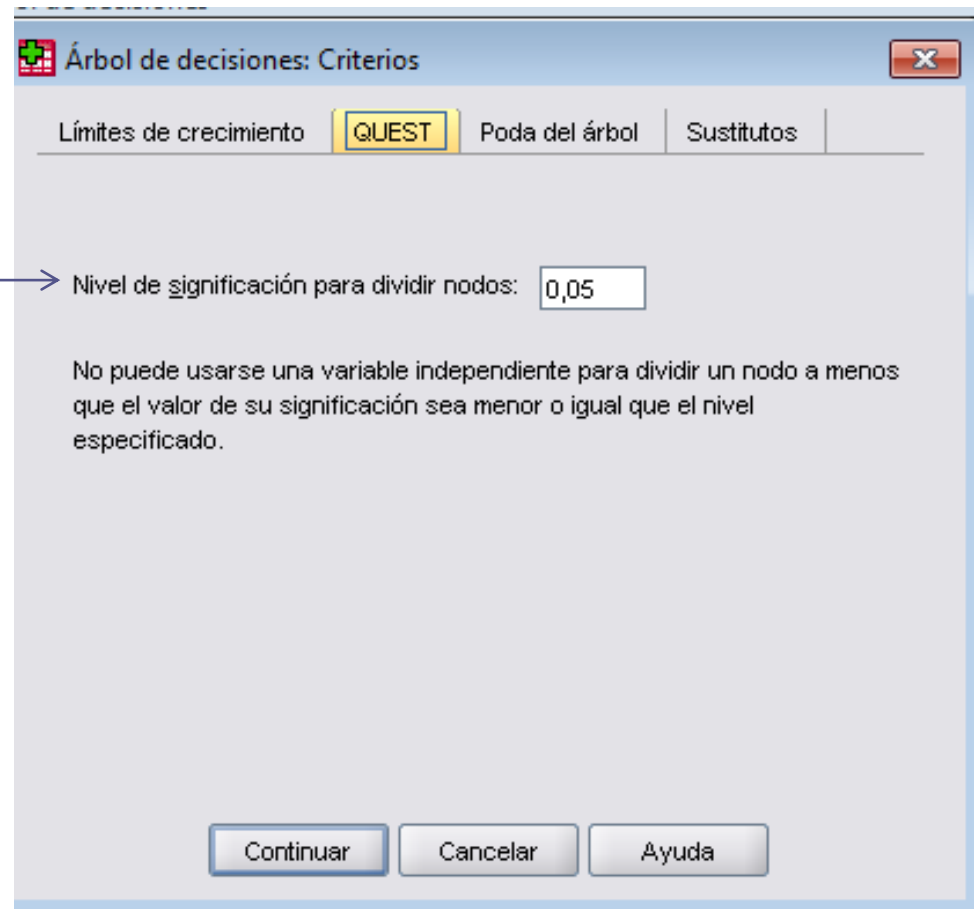 Árbol de decisiones: Criterios
Límites de crecimiento QUEST Poda del árbol Sustitutos
Nivel de significación para dividir nodos: 0,05
No puede usarse una variable independiente para dividir un nodo a menos
que el valor de su significación sea menor o igual que el nivel
especificado.
Continuar Cancelar Ayuda